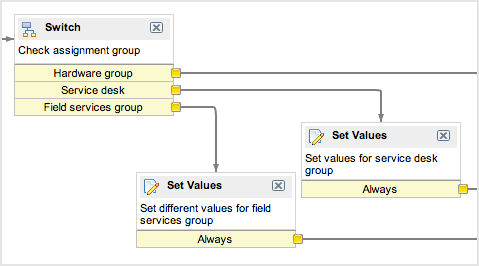 Switch
Check assignment group
Hardware group
Service desk
Field services group
Set Values
Set values for service desk
group
Always
Set Values
Set different values for field
services group
Always